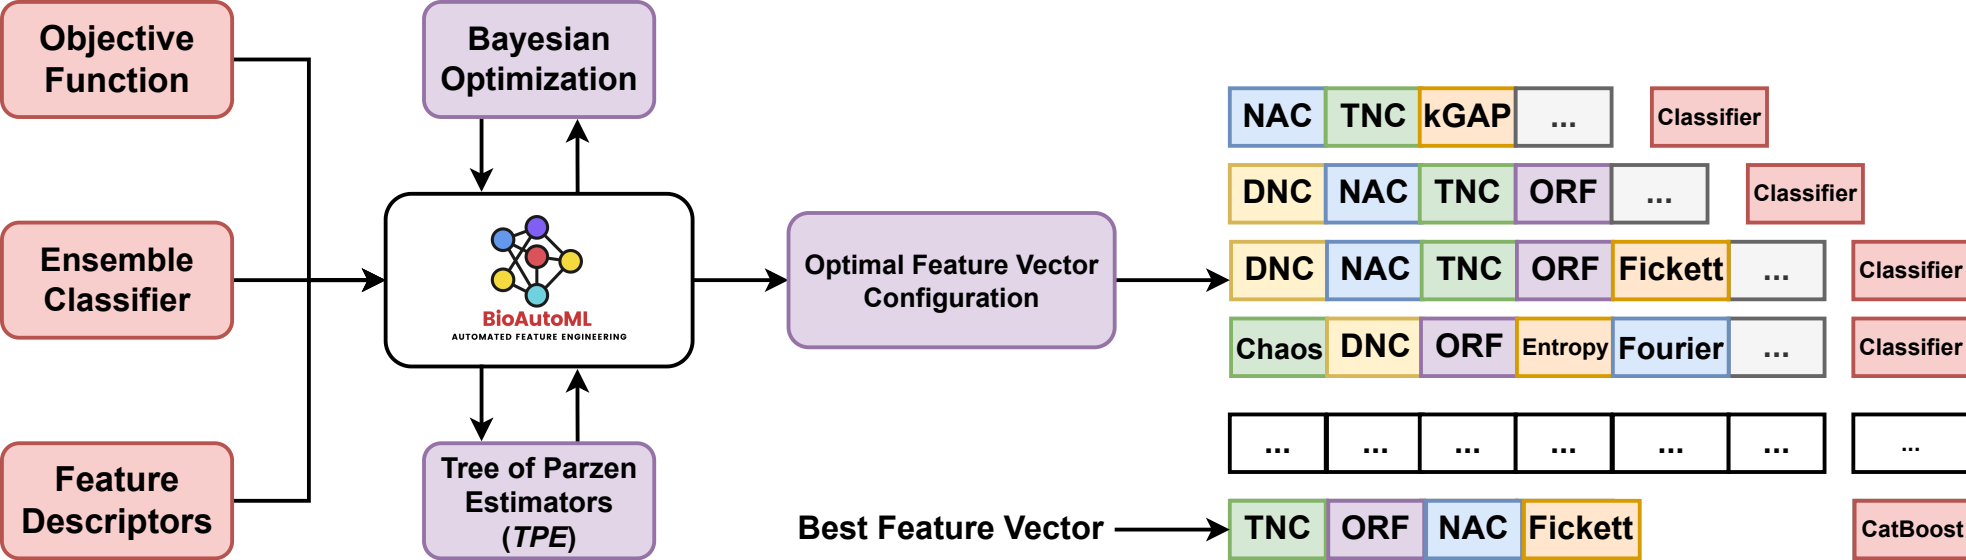 Objective
Function
Ensemble
Classifier
Feature
Descriptors
Bayesian
Optimization
BioAutoML
AUTOMATED FEATURE ENGINEERING
Tree of Parzen
Estimators
(TPE)
Optimal Feature Vector
Configuration
NAC TNC kGAP ... Classifier
DNC NAC TNC ORF ... Classifier
DNC NAC TNC ORF Fickett ... Classifier
Chaos DNC ORF Entropy Fourier ... Classifier
... ... ... ... ... ... ...
Best Feature Vector TNC ORF NAC Fickett CatBoost